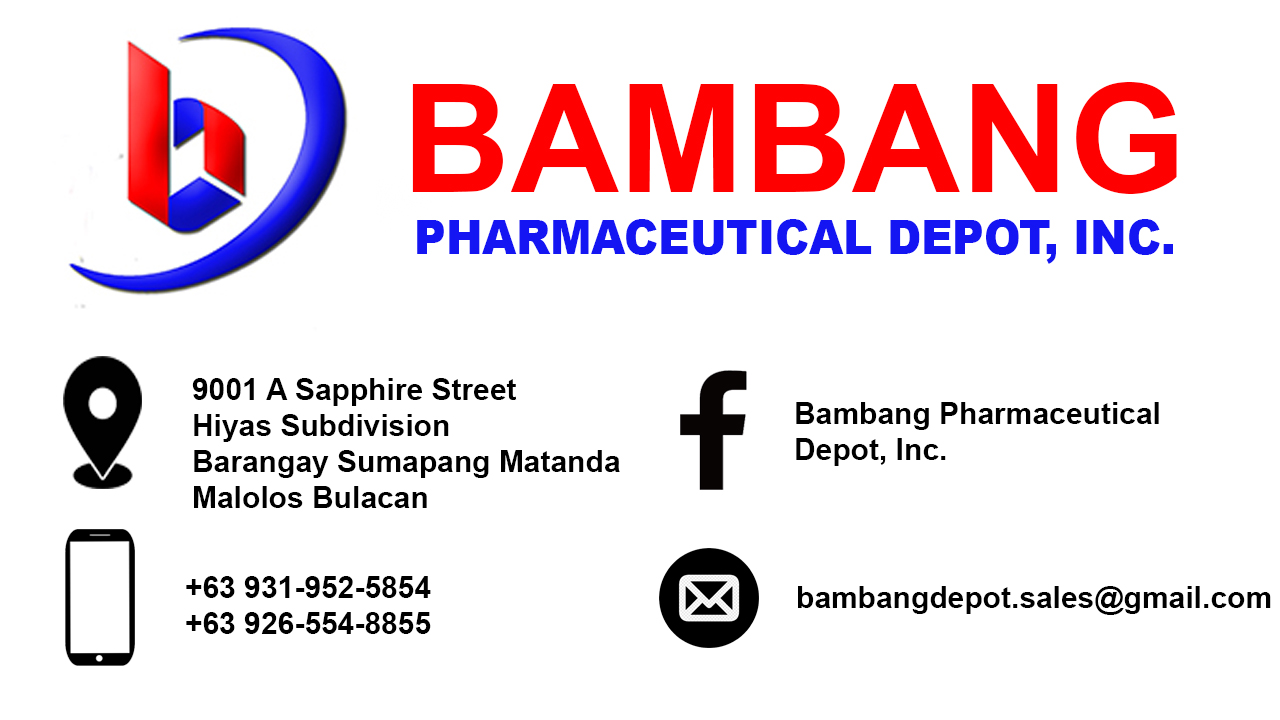 BAMBANG
PHARMACEUTICAL DEPOT, INC.
9001 A Sapphire Street
Hiyas Subdivision
Barangay Sumapang Matanda
Malolos Bulacan
+63 931-952-5854
+63 926-554-8855
Bambang Pharmaceutical
Depot, Inc.
bambangdepot.sales@gmail.com